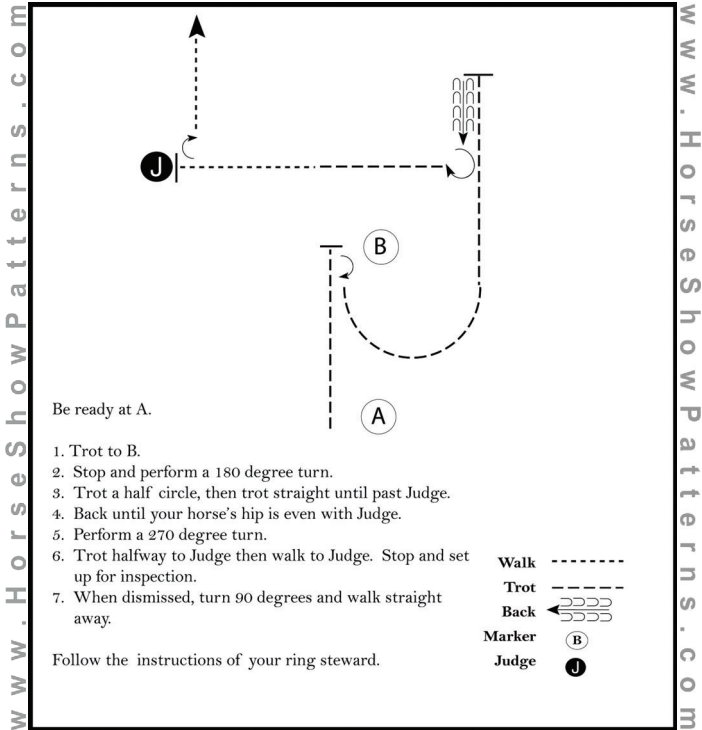 www.HorseShowPatterns.com
www.HorseShowPatterns.com
J
B
A
Be ready at A.
1. Trot to B.
2. Stop and perform a 180 degree turn.
3. Trot a half circle, then trot straight until past Judge.
4. Back until your horse's hip is even with Judge.
5. Perform a 270 degree turn.
6. Trot halfway to Judge then walk to Judge. Stop and set
up for inspection.
7. When dismissed, turn 90 degrees and walk straight
away.
Follow the instructions of your ring steward.
Walk
Trot
Back
Marker B
Judge J